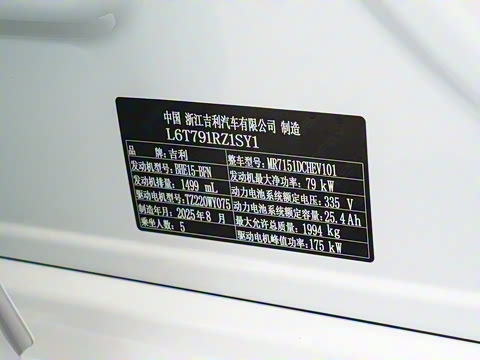 中国 浙江吉利汽车有限公司 制造
L6T791RZ1SY1
品 牌:吉利 整车型号:MR7151DCHEV101
发动机型号:BHE15-BFN 发动机最大净功率:79 kW
发动机排量:1499 mL 动力电池系统额定电压:335 V
驱动电机型号:TZ220WY075 动力电池系统额定容量:25.4Ah
制造年月:2025年8月 最大允许总质量:1994 kg
乘坐人数:5 驱动电机峰值功率:175 kW